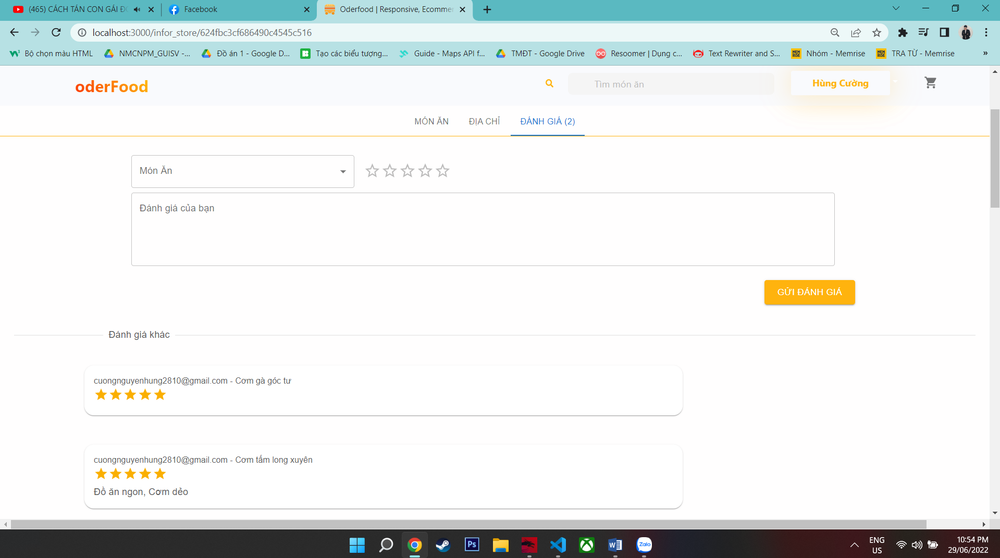 (465) CÁCH TÁN CON GÁI
Facebook
Oderfood | Responsive, Ecommer
localhost:3000/infor_store/624fbc3cf686490c4545c516
Bộ chọn màu HTML
NMCNPM_GUISV -...
Đồ án 1 - Google D...
Tạo các biểu tượng...
Guide - Maps API f...
TMĐT - Google Drive
Resoomer | Dụng c...
Text Rewriter and S...
Nhóm - Memrise
TRA TỪ - Memrise
»
oderFood
Tìm món ăn
Hùng Cường
MÓN ĂN
ĐỊA CHỈ
ĐÁNH GIÁ (2)
Món Ăn
Đánh giá của bạn
GỬI ĐÁNH GIÁ
Đánh giá khác
cuongnguyenhung2810@gmail.com - Cơm gà góc tư
cuongnguyenhung2810@gmail.com - Cơm tấm long xuyên
Đồ ăn ngon, Cơm dẻo
Ps
W
Zalo
ENG
US
10:54 PM
29/06/2022